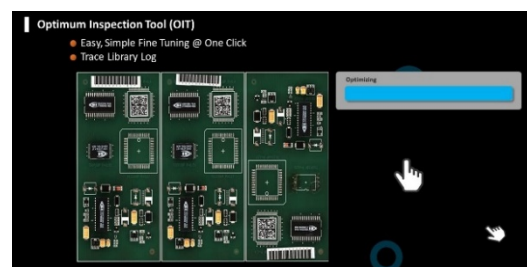 Optimum Inspection Tool (OIT)
Easy, Simple Fine Tuning @ One Click
Trace Library Log
Optimizing